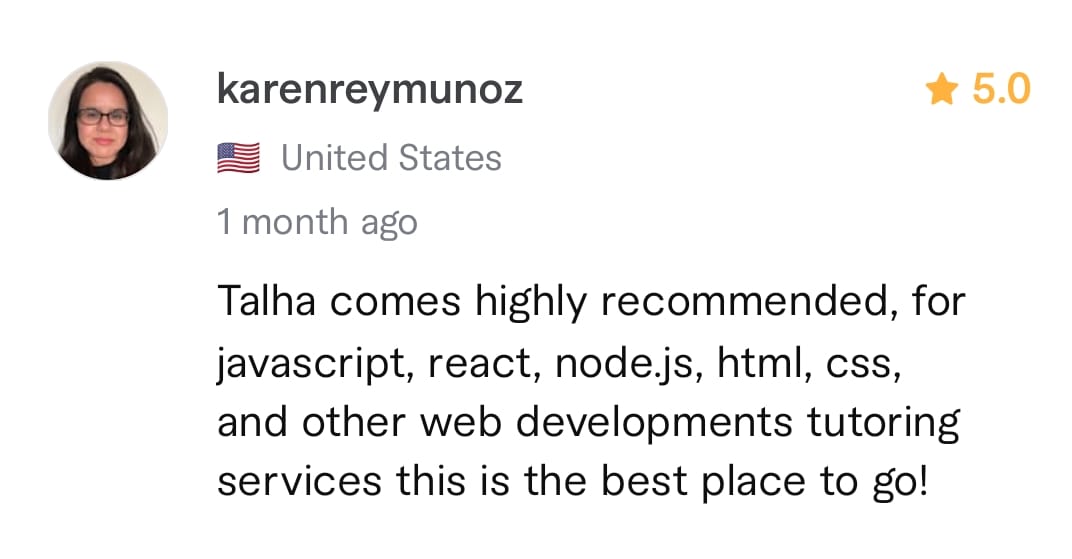 karenreymunoz
5.0
United States
1 month ago
Talha comes highly recommended, for
javascript, react, node.js, html, css,
and other web developments tutoring
services this is the best place to go!